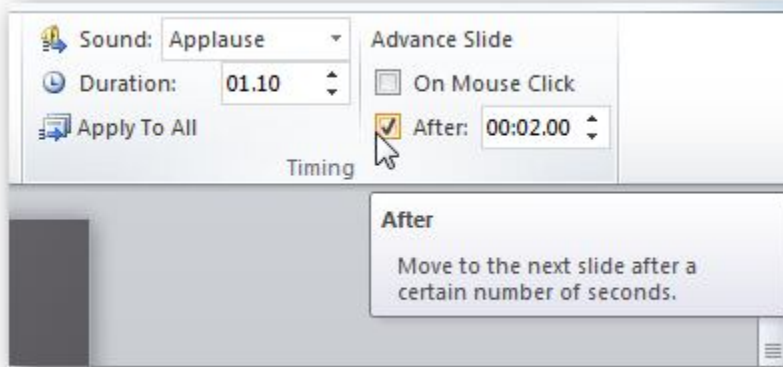 Sound: Applause
Duration: 01.10
Apply To All
Advance Slide
On Mouse Click
After: 00:02.00
Timing
After
Move to the next slide after a
certain number of seconds.